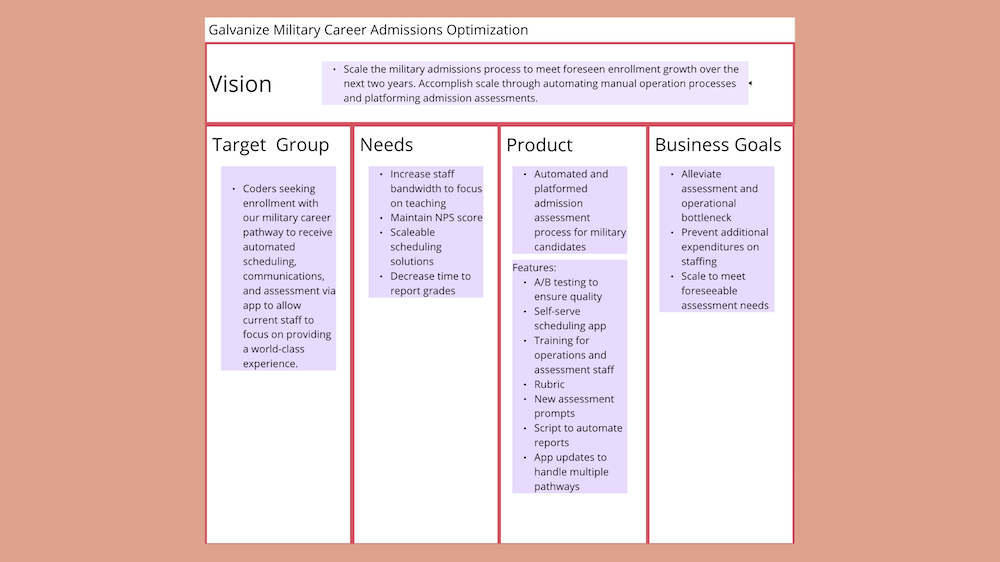 Galvanize Military Career Admissions Optimization
Vision
• Scale the military admissions process to meet foreseen enrollment growth over the
next two years. Accomplish scale through automating manual operation processes
and platforming admission assessments.
Target Group
• Coders seeking
enrollment with
our military career
pathway to receive
automated
scheduling,
communications,
and assessment via
app to allow
current staff to
focus on providing
a world-class
experience.
Needs
• Increase staff
bandwidth to focus
on teaching
• Maintain NPS score
• Scaleable
scheduling
solutions
• Decrease time to
report grades
Product
• Automated and
platformed
admission
assessment
process for military
candidates
Features:
• A/B testing to
ensure quality
• Self-serve
scheduling app
• Training for
operations and
assessment staff
• Rubric
• New assessment
prompts
• Script to automate
reports
• App updates to
handle multiple
pathways
Business Goals
• Alleviate
assessment and
operational
bottleneck
• Prevent additional
expenditures on
staffing
• Scale to meet
foreseeable
assessment needs